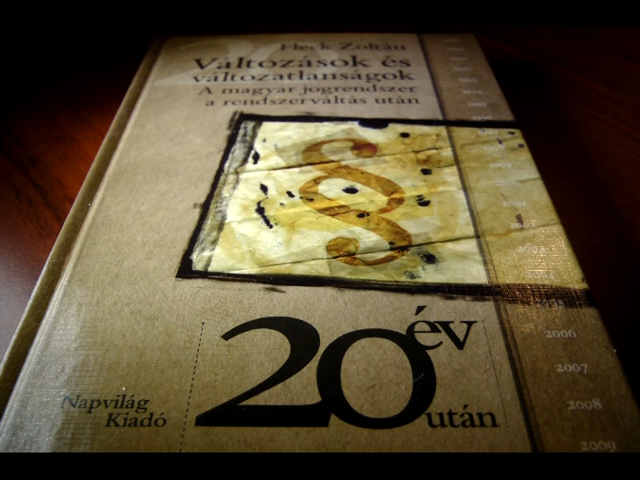 Fleck Zoltán
Változások és
változatlanságok
A magyar jogrendszer
a rendszerváltás után
§
20 év
után
Napvilág
Kiadó
2006
2007
2008
2009